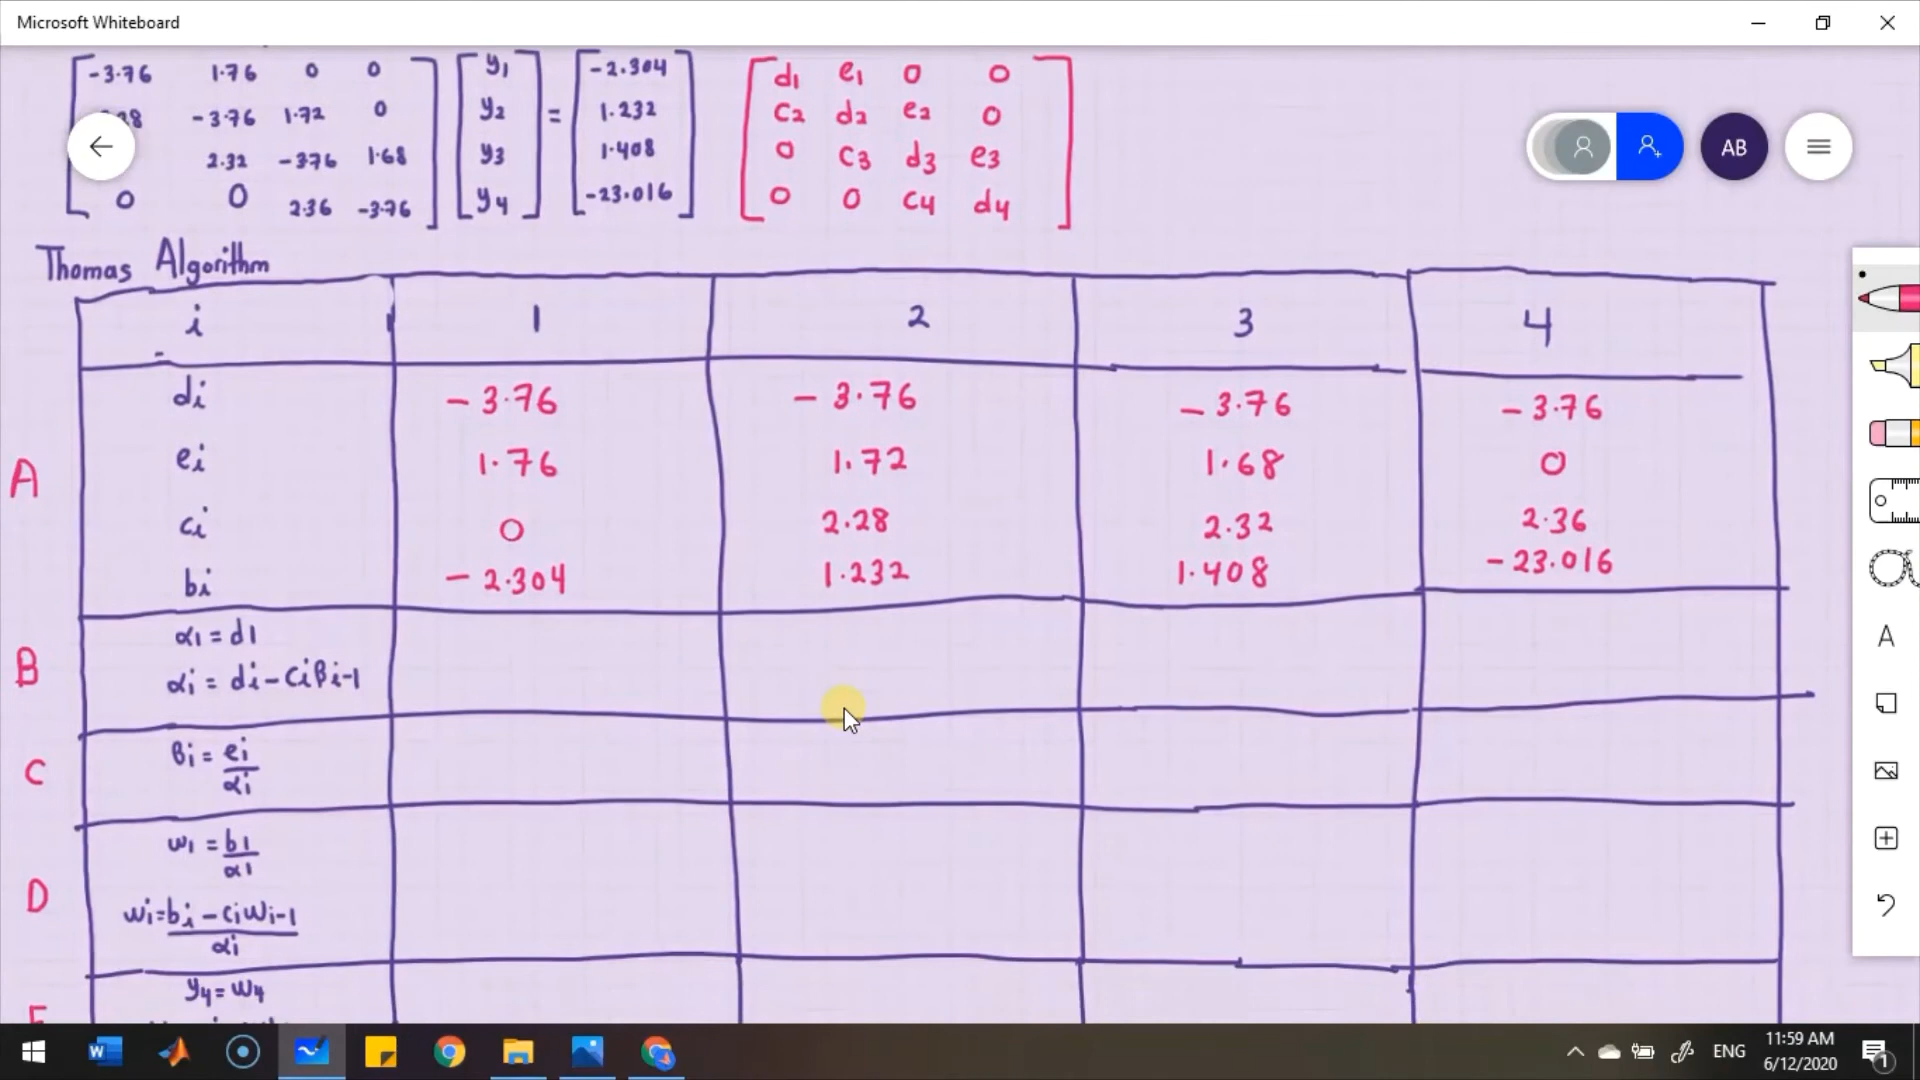 Microsoft Whiteboard
-3.76 1.76 0 0 y1 -2.304 d1 e1 0 0
28 -3.76 1.72 0 y2 = 1.232 c2 d2 e2 0
2.32 -376 1.68 y3 1.408 0 c3 d3 e3
0 0 2.36 -3.76 y4 -23.016 0 0 c4 d4
AB
Thomas Algorithm
i 1 2 3 4
di -3.76 -3.76 -3.76 -3.76
A
ei 1.76 1.72 1.68 0
ci 0 2.28 2.32 2.36
bi -2.304 1.232 1.408 -23.016
α1 = d1
B
αi = di - ciβi-1
C
βi = ei
αi
w1 = b1
α1
D
wi = bi - ciwi-1
αi
y4 = w4
A
ENG
11:59 AM
6/12/2020
1